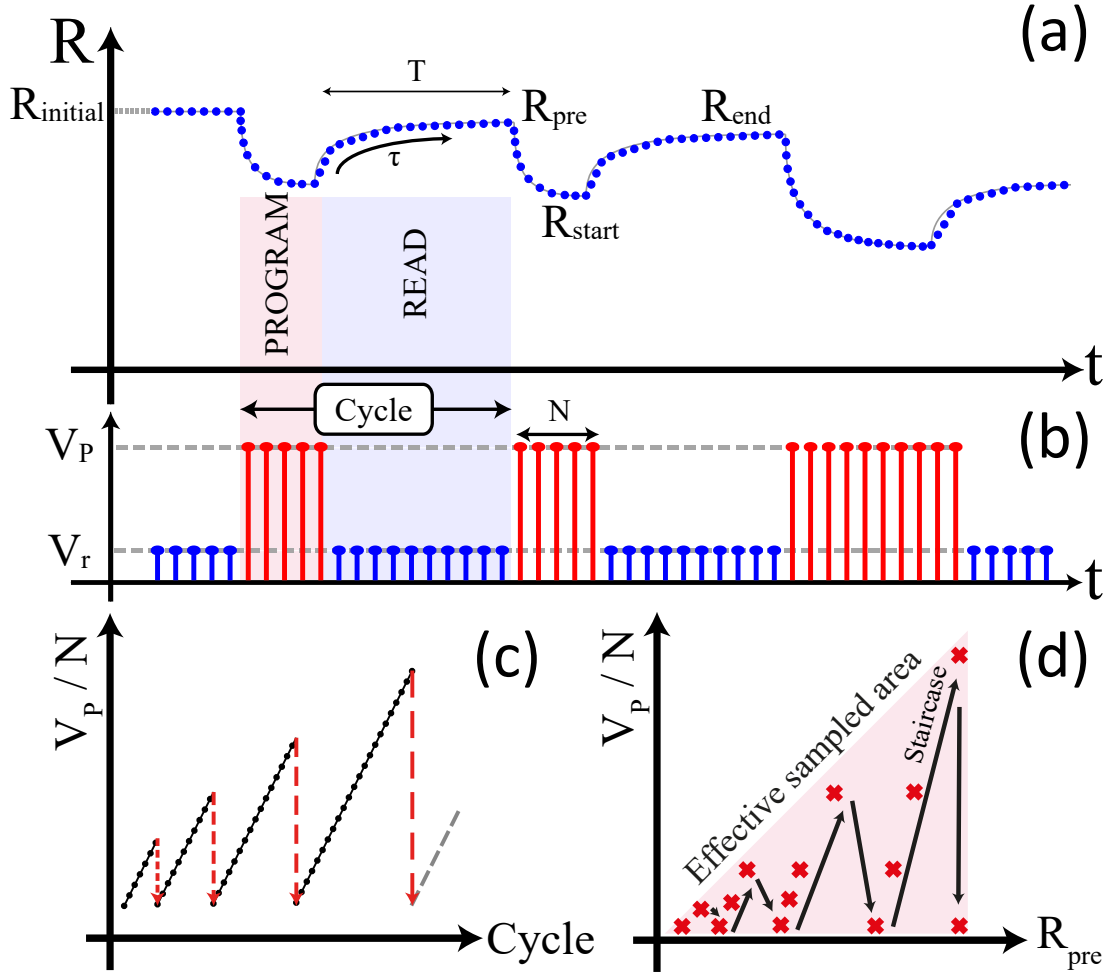 (a)
R
T
R_initial
R_pre
R_end
τ
R_start
PROGRAM
READ
t
Cycle
N
(b)
V_P
V_r
t
(c)
V_P / N
Cycle
(d)
V_P / N
Effective sampled area
Staircase
R_pre